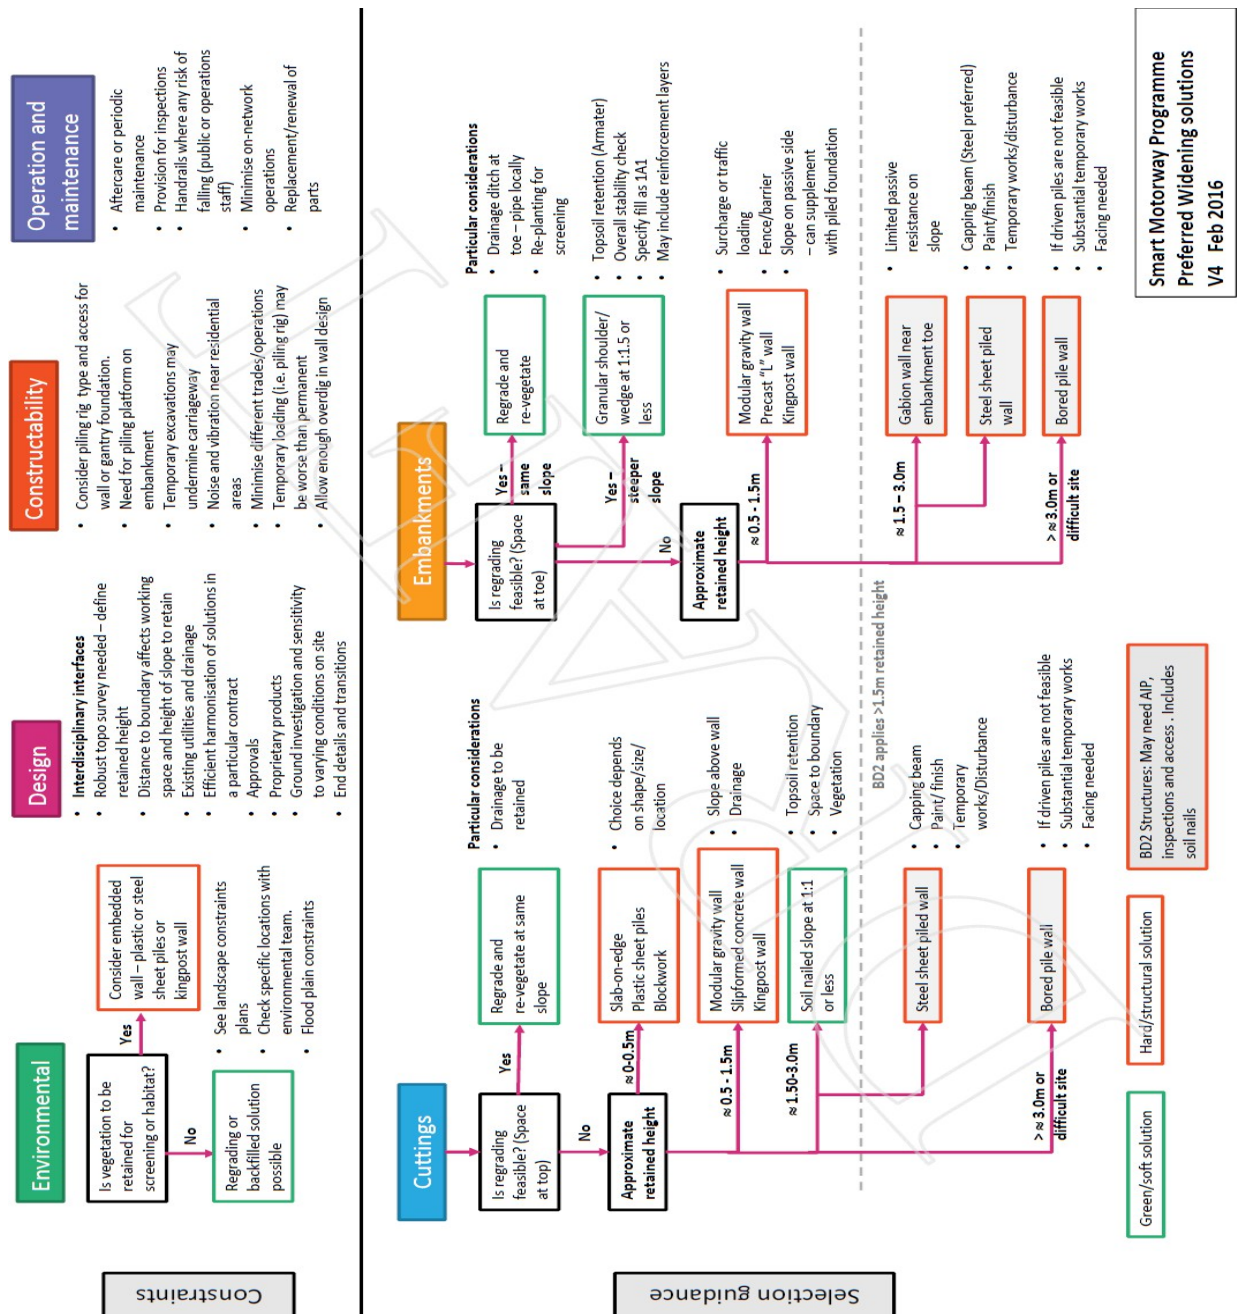 Constraints
Environmental
Is vegetation to be
retained for
screening or habitat?
Yes
Consider embedded
wall – plastic or steel
sheet piles or
kingpost wall
No
Regrading or
backfilled solution
possible
• See landscape constraints
plans
• Check specific locations with
environmental team.
• Flood plain constraints
Design
• Interdisciplinary interfaces
• Robust topo survey needed – define
retained height
• Distance to boundary affects working
space and height of slope to retain
• Existing utilities and drainage
• Efficient harmonisation of solutions in
a particular contract
• Approvals
• Proprietary products
• Ground investigation and sensitivity
to varying conditions on site
• End details and transitions
Constructability
• Consider piling rig type and access for
wall or gantry foundation.
• Need for piling platform on
embankment
• Temporary excavations may
undermine carriageway
• Noise and vibration near residential
areas
• Minimise different trades/operations
• Temporary loading (i.e. piling rig) may
be worse than permanent
• Allow enough overdig in wall design
Operation and
maintenance
• Aftercare or periodic
maintenance
• Provision for inspections
• Handrails where any risk of
falling (public or operations
staff)
• Minimise on-network
operations
• Replacement/renewal of
parts
Selection guidance
Cuttings
Is regrading
feasible? (Space
at top)
Yes
Regrade and
re-vegetate at same
slope
Particular considerations
• Drainage to be
retained
No
Approximate
retained height
≈ 0-0.5m
Slab-on-edge
Plastic sheet piles
Blockwork
• Choice depends
on shape/size/
location
≈ 0.5 - 1.5m
Modular gravity wall
Slipformed concrete wall
Kingpost wall
• Slope above wall
• Drainage
≈ 1.50-3.0m
Soil nailed slope at 1:1
or less
• Topsoil retention
• Space to boundary
• Vegetation
BD2 applies >1.5m retained height
Steel sheet piled wall
• Capping beam
• Paint/ finish
• Temporary
works/Disturbance
> ≈ 3.0m or
difficult site
Bored pile wall
• If driven piles are not feasible
• Substantial temporary works
• Facing needed
Embankments
Is regrading
feasible? (Space
at toe)
Yes –
same
slope
Regrade and
re-vegetate
Particular considerations
• Drainage ditch at
toe – pipe locally
• Re-planting for
screening
Yes –
steeper
slope
Granular shoulder/
wedge at 1:1.5 or
less
• Topsoil retention (Armater)
• Overall stability check
• Specify fill as 1A1
• May include reinforcement layers
No
Approximate
retained height
≈ 0.5 - 1.5m
Modular gravity wall
Precast “L” wall
Kingpost wall
• Surcharge or traffic
loading
• Fence/barrier
• Slope on passive side
– can supplement
with piled foundation
≈ 1.5 – 3.0m
Gabion wall near
embankment toe
• Limited passive
resistance on
slope
Steel sheet piled
wall
• Capping beam (Steel preferred)
• Paint/finish
• Temporary works/disturbance
> ≈ 3.0m or
difficult site
Bored pile wall
• If driven piles are not feasible
• Substantial temporary works
• Facing needed
Green/soft solution
Hard/structural solution
BD2 Structures: May need AIP,
inspections and access . Includes
soil nails
Smart Motorway Programme
Preferred Widening solutions
V4 Feb 2016
DRAFT